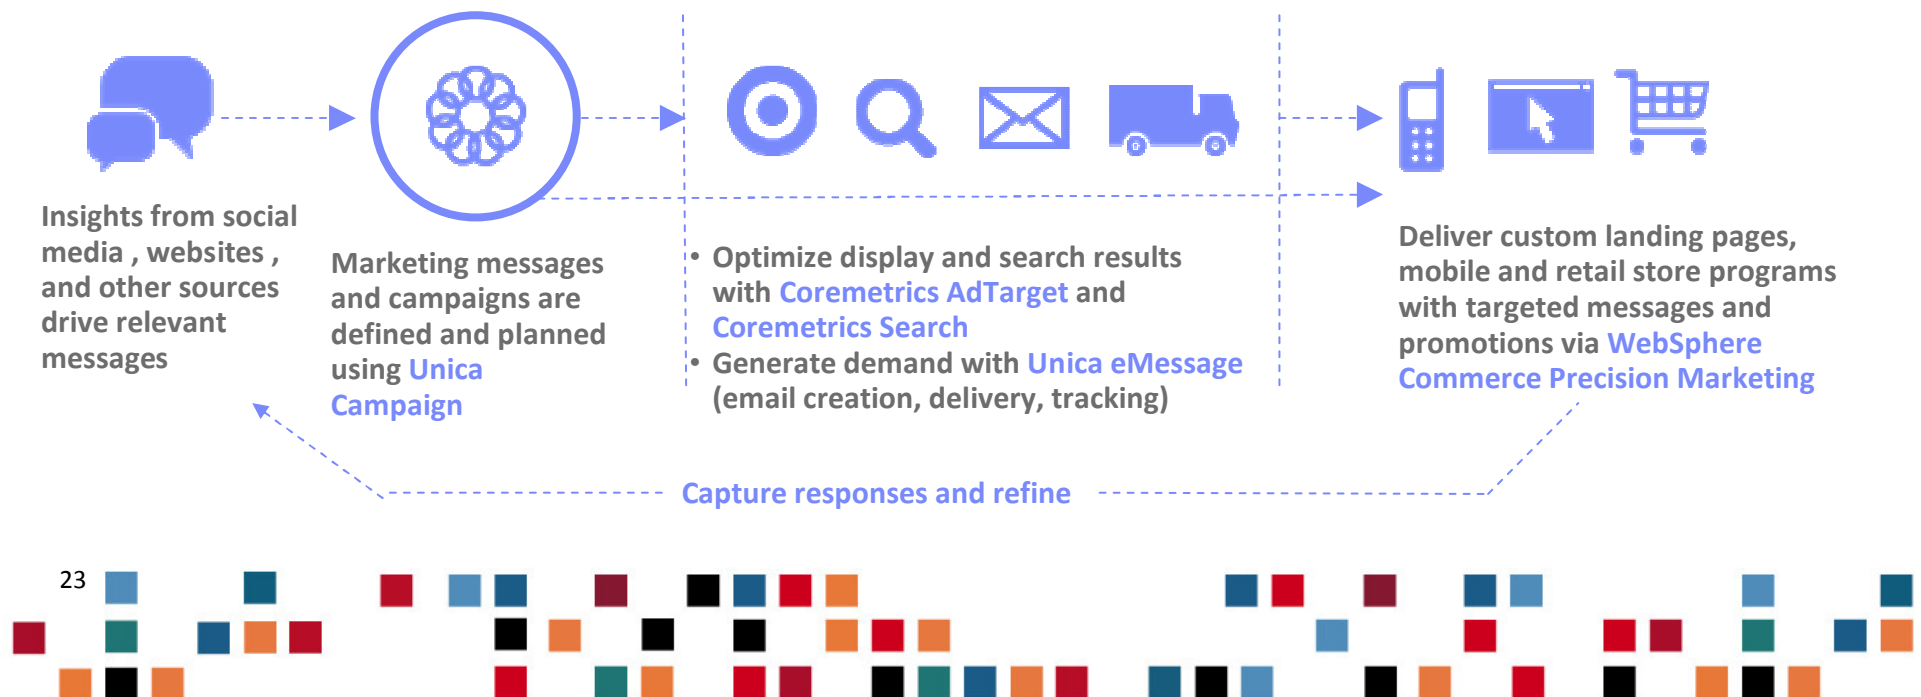 Insights from social
media , websites ,
and other sources
drive relevant
messages
Marketing messages
and campaigns are
defined and planned
using Unica
Campaign
• Optimize display and search results
with Coremetrics AdTarget and
Coremetrics Search
• Generate demand with Unica eMessage
(email creation, delivery, tracking)
Deliver custom landing pages,
mobile and retail store programs
with targeted messages and
promotions via WebSphere
Commerce Precision Marketing
Capture responses and refine
23